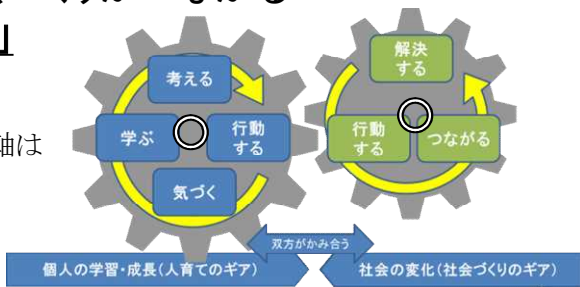 」
軸は
考える
学ぶ
行動
する
気づく
解決
する
行動
する
つながる
双方がかみ合う
個人の学習・成長(人育てのギア)
社会の変化(社会づくりのギア)